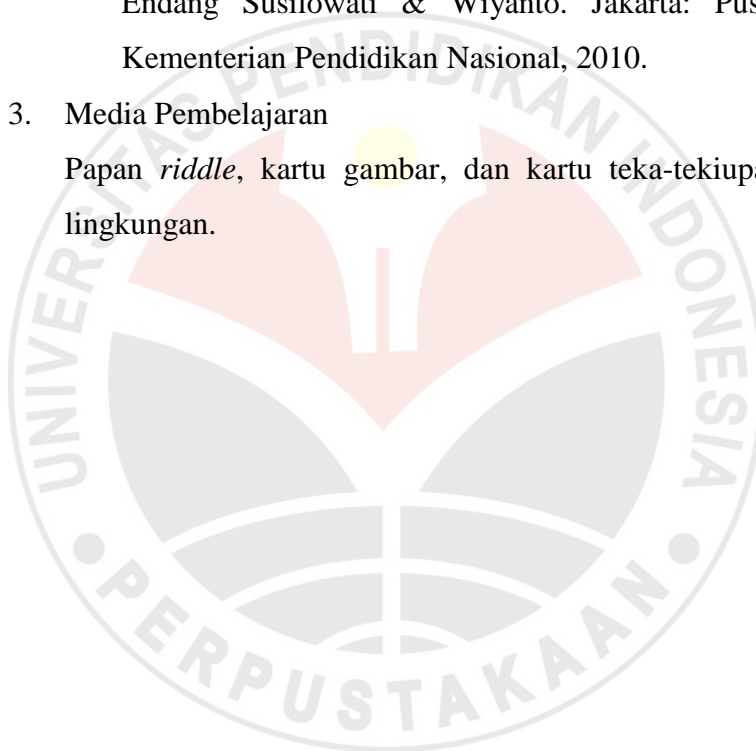 Endang Susilowati & Wiyanto. Jakarta: Pus
Kementerian Pendidikan Nasional, 2010.
3. Media Pembelajaran
Papan riddle, kartu gambar, dan kartu teka-tekiupa
lingkungan.
UNIVERSITAS PENDIDIKAN INDONESIA
PERPUSTAKAAN